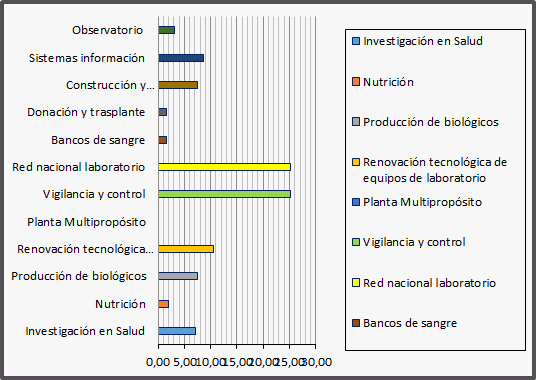 Observatorio
Sistemas información
Construcción y...
Donación y trasplante
Bancos de sangre
Red nacional laboratorio
Vigilancia y control
Planta Multipropósito
Renovación tecnológica...
Producción de biológicos
Nutrición
Investigación en Salud
0,00 5,00 10,00 15,00 20,00 25,00 30,00
Investigación en Salud
Nutrición
Producción de biológicos
Renovación tecnológica de
equipos de laboratorio
Planta Multipropósito
Vigilancia y control
Red nacional laboratorio
Bancos de sangre